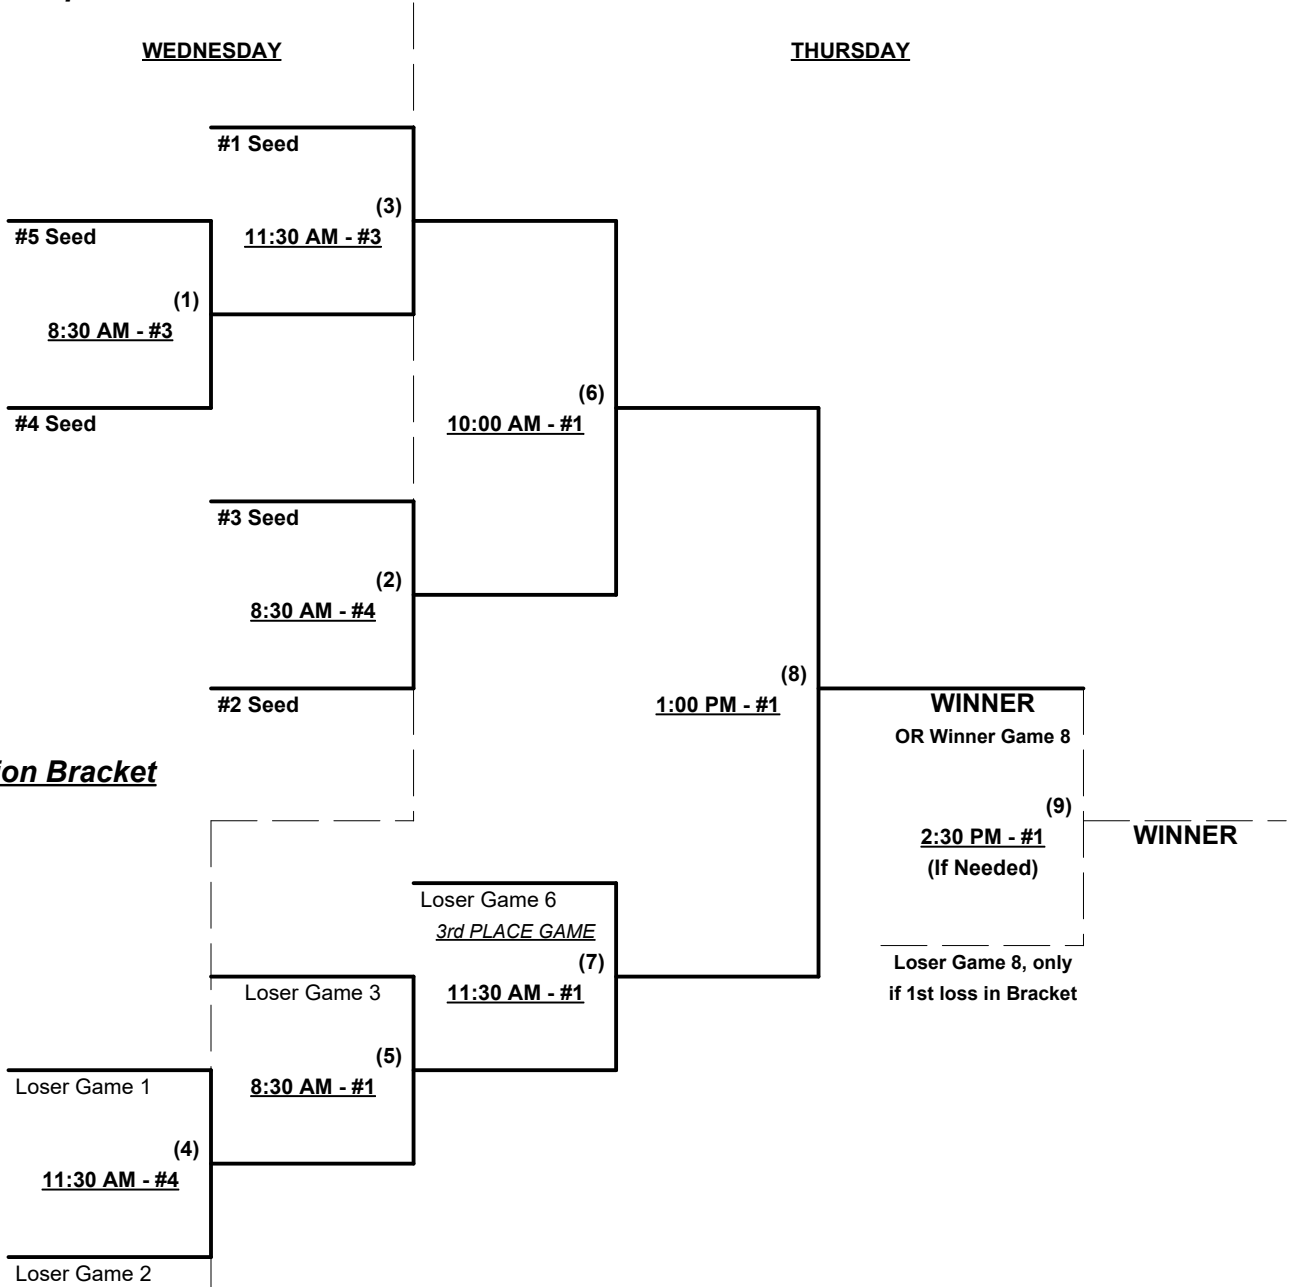 WEDNESDAY
THURSDAY
#1 Seed
(3)
11:30 AM - #3
#5 Seed
(1)
8:30 AM - #3
#4 Seed
(6)
10:00 AM - #1
#3 Seed
(2)
8:30 AM - #4
#2 Seed
(8)
1:00 PM - #1
WINNER
OR Winner Game 8
ion Bracket
(9)
2:30 PM - #1
(If Needed)
WINNER
Loser Game 6
3rd PLACE GAME
(7)
11:30 AM - #1
Loser Game 8, only
if 1st loss in Bracket
Loser Game 3
(5)
8:30 AM - #1
Loser Game 1
(4)
11:30 AM - #4
Loser Game 2